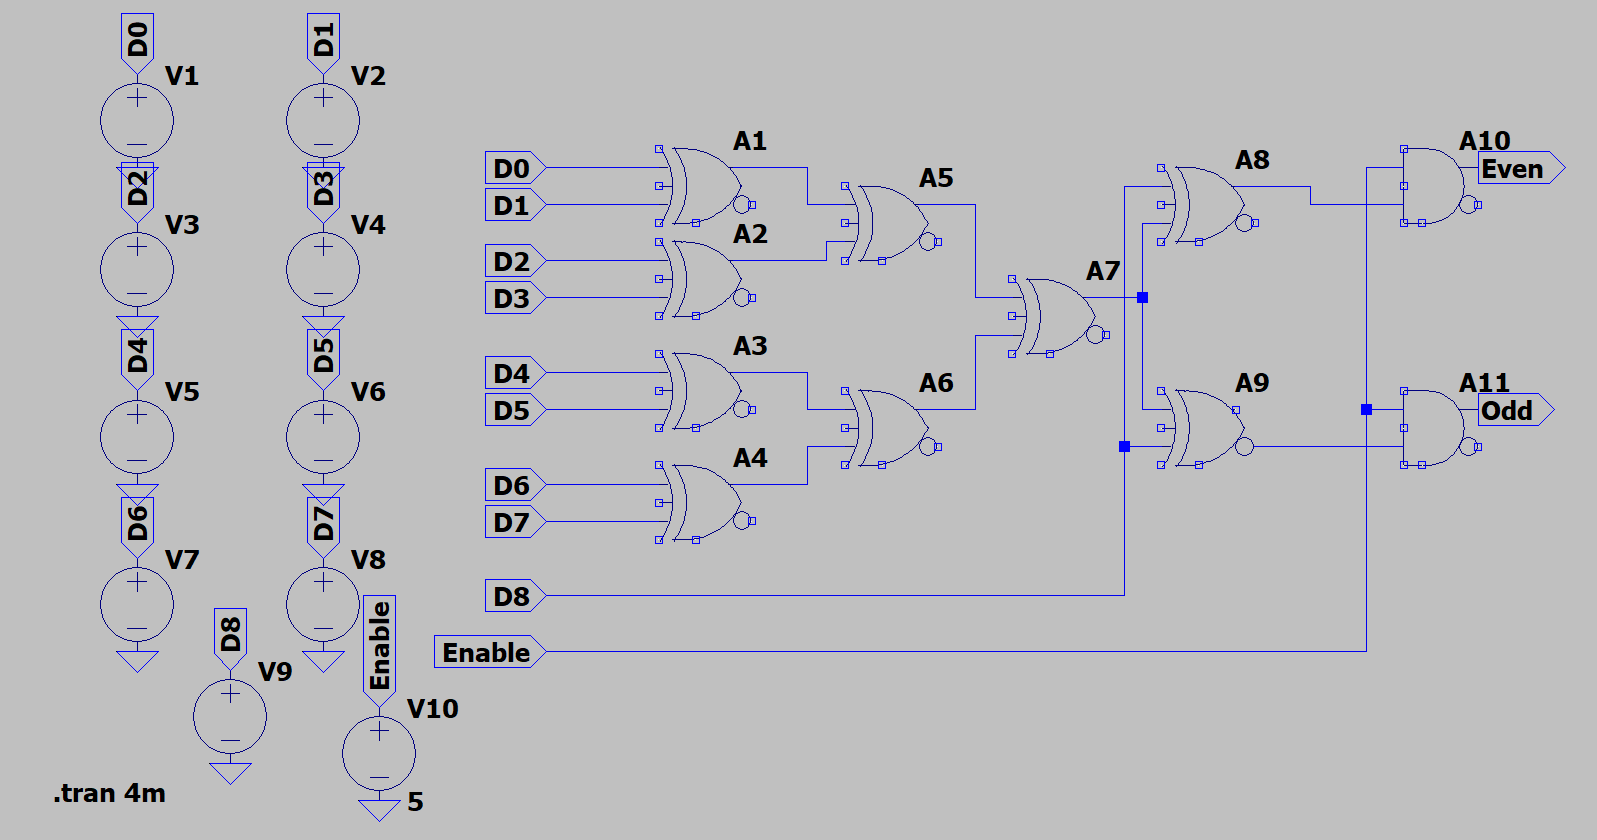 D0
D1
V1
V2
D2
D3
V3
V4
D4
D5
V5
V6
D6
D7
V7
V8
D8
Enable
V9
V10
5
.tran 4m
D0
D1
D2
D3
D4
D5
D6
D7
D8
Enable
A1
A2
A3
A4
A5
A6
A7
A8
A9
A10
Even
A11
Odd